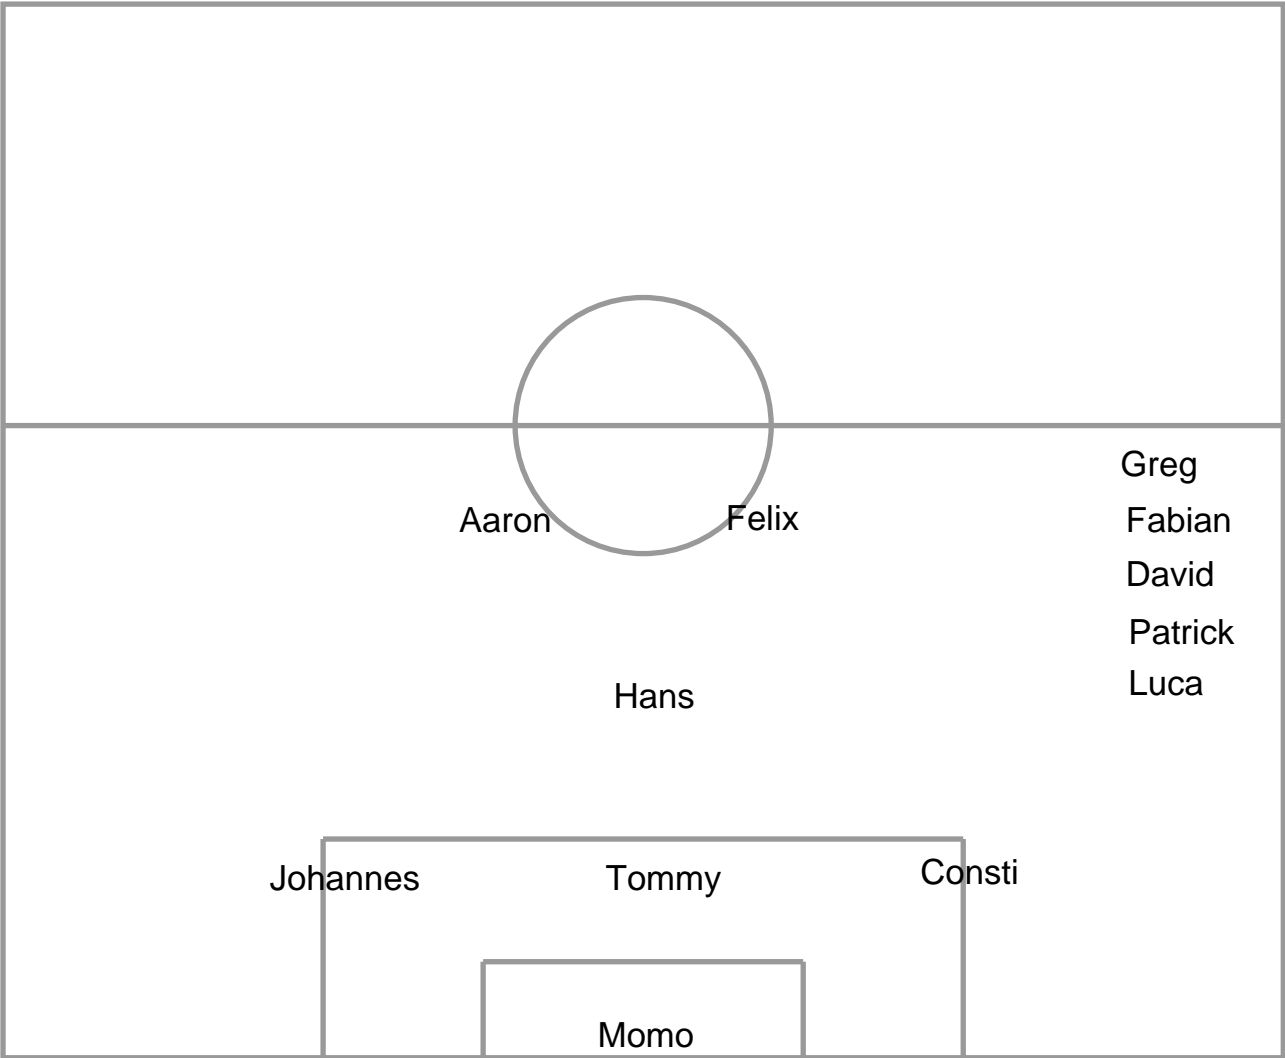 Greg
Aaron
Felix
Fabian
David
Patrick
Luca
Hans
Johannes
Tommy
Consti
Momo